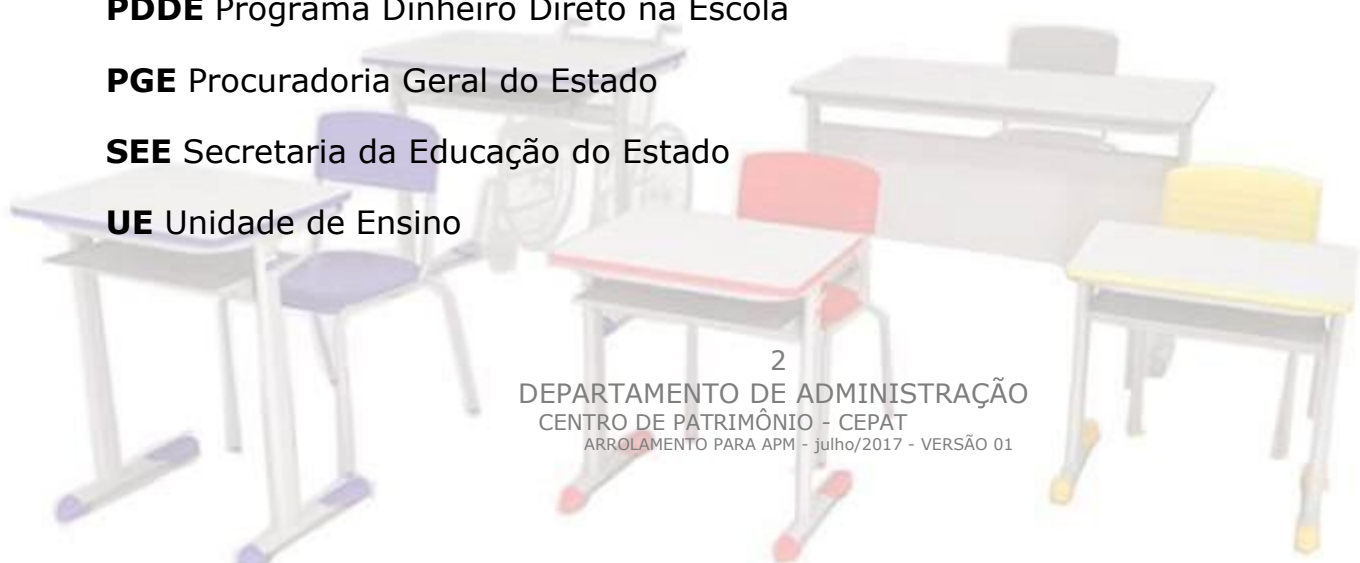 PDDE Programa Dinheiro Direto na Escola
PGE Procuradoria Geral do Estado
SEE Secretaria da Educação do Estado
UE Unidade de Ensino
2
DEPARTAMENTO DE ADMINISTRAÇÃO
CENTRO DE PATRIMÔNIO - CEPAT
ARROLAMENTO PARA APM - julho/2017 - VERSÃO 01